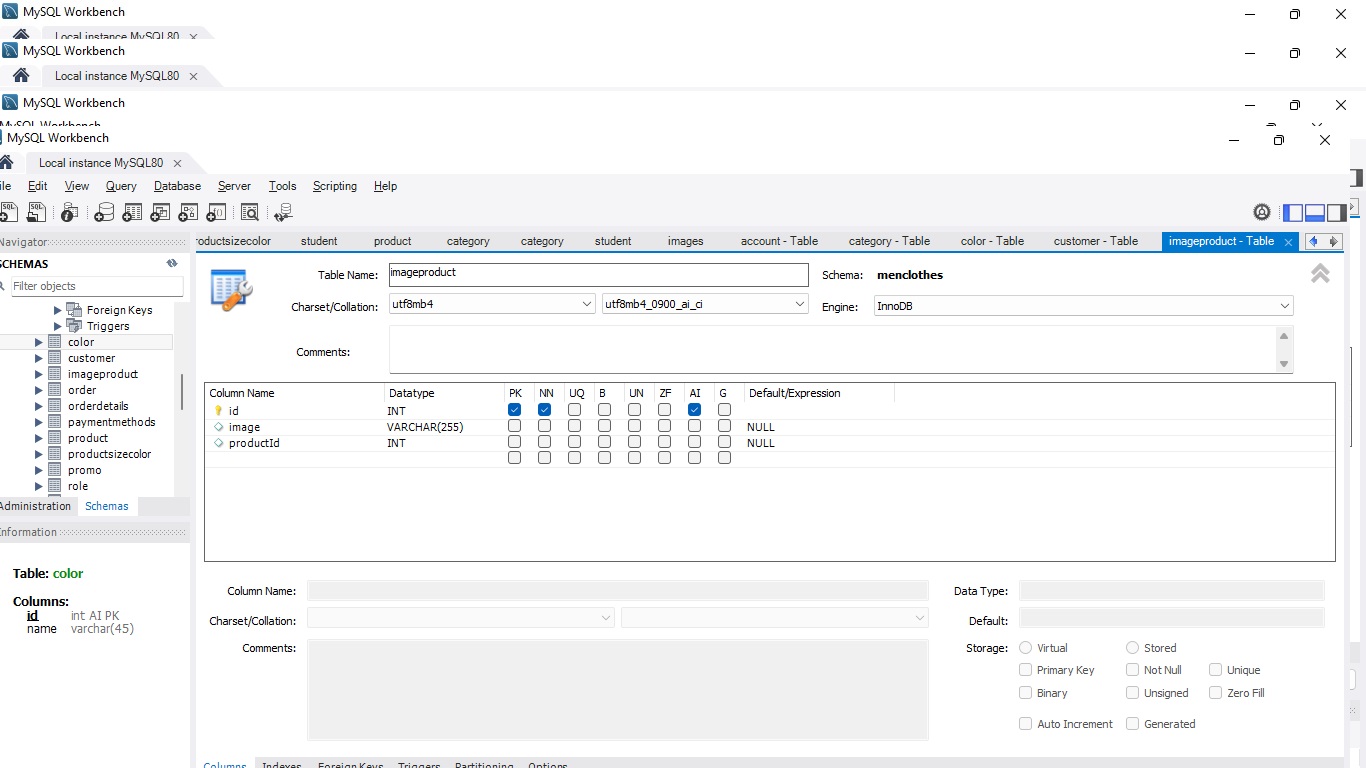 MySQL Workbench
Local instance MySQL80
MySQL Workbench
Local instance MySQL80
MySQL Workbench
MySQL Workbench
MySQL Workbench
Local instance MySQL80
ile Edit View Query Database Server Tools Scripting Help
Navigator
roductsizecolor student product category category student images account - Table category - Table color - Table customer - Table imageproduct - Table
SCHEMAS
Filter objects
Foreign Keys
Triggers
color
customer
imageproduct
order
orderdetails
paymentmethods
product
productsizecolor
promo
role
Administration Schemas
Information
Table: color
Columns:
id int AI PK
name varchar(45)
Table Name: imageproduct Schema: menclothes
Charset/Collation: utf8mb4 utf8mb4_0900_ai_ci Engine: InnoDB
Comments:
Column Name Datatype PK NN UQ B UN ZF AI G Default/Expression
id INT
image VARCHAR(255) NULL
productId INT NULL
Column Name: Data Type:
Charset/Collation: Default:
Comments: Storage: Virtual Stored
Primary Key Not Null Unique
Binary Unsigned Zero Fill
Auto Increment Generated
Columns Indexes Foreign Keys Triggers Partitioning Options